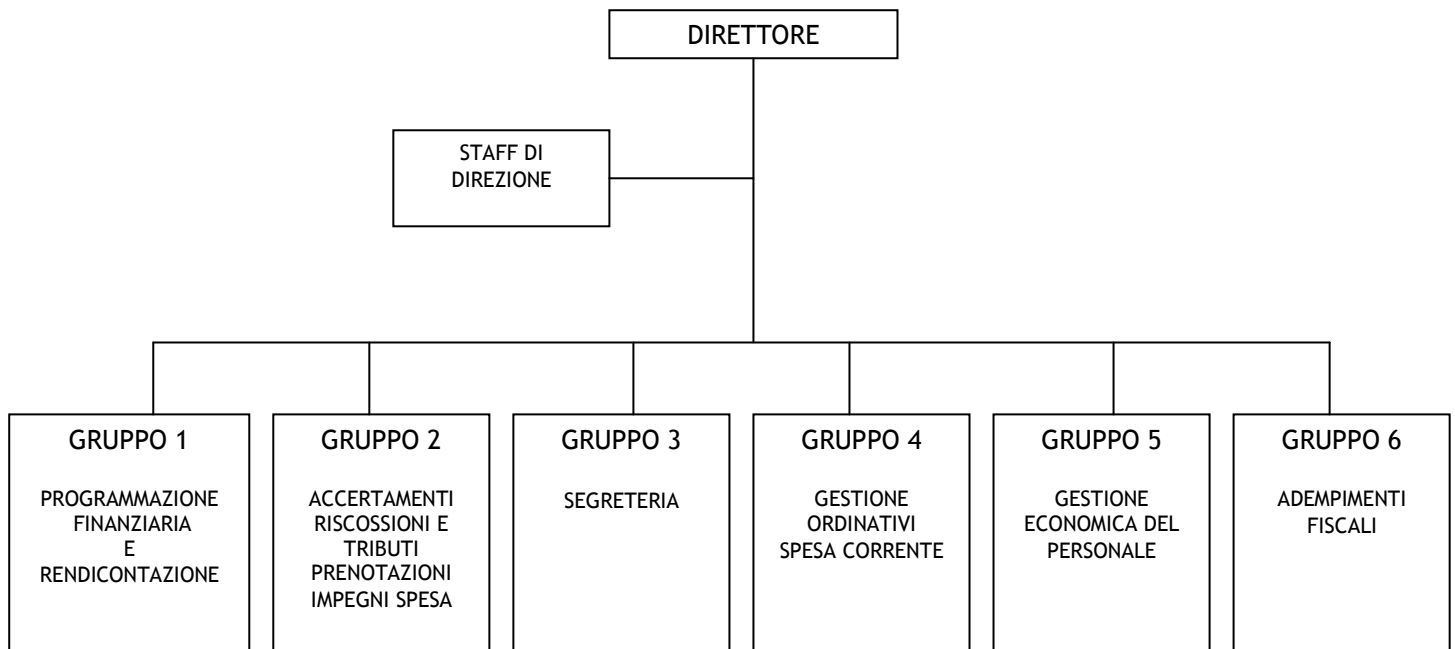 DIRETTORE
STAFF DI
DIREZIONE
GRUPPO 1
PROGRAMMAZIONE
FINANZIARIA
E
RENDICONTAZIONE
GRUPPO 2
ACCERTAMENTI
RISCOSSIONI E
TRIBUTI
PRENOTAZIONI
IMPEGNI SPESA
GRUPPO 3
SEGRETERIA
GRUPPO 4
GESTIONE
ORDINATIVI
SPESA CORRENTE
GRUPPO 5
GESTIONE
ECONOMICA DEL
PERSONALE
GRUPPO 6
ADEMPIMENTI
FISCALI